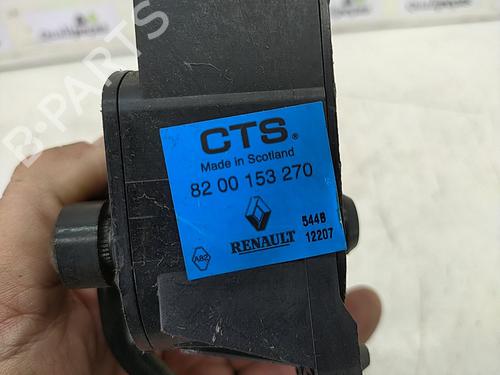 CTS®
Made in Scotland
82 00 153 270
RENAULT
5448
12207
A82
B-PARTS